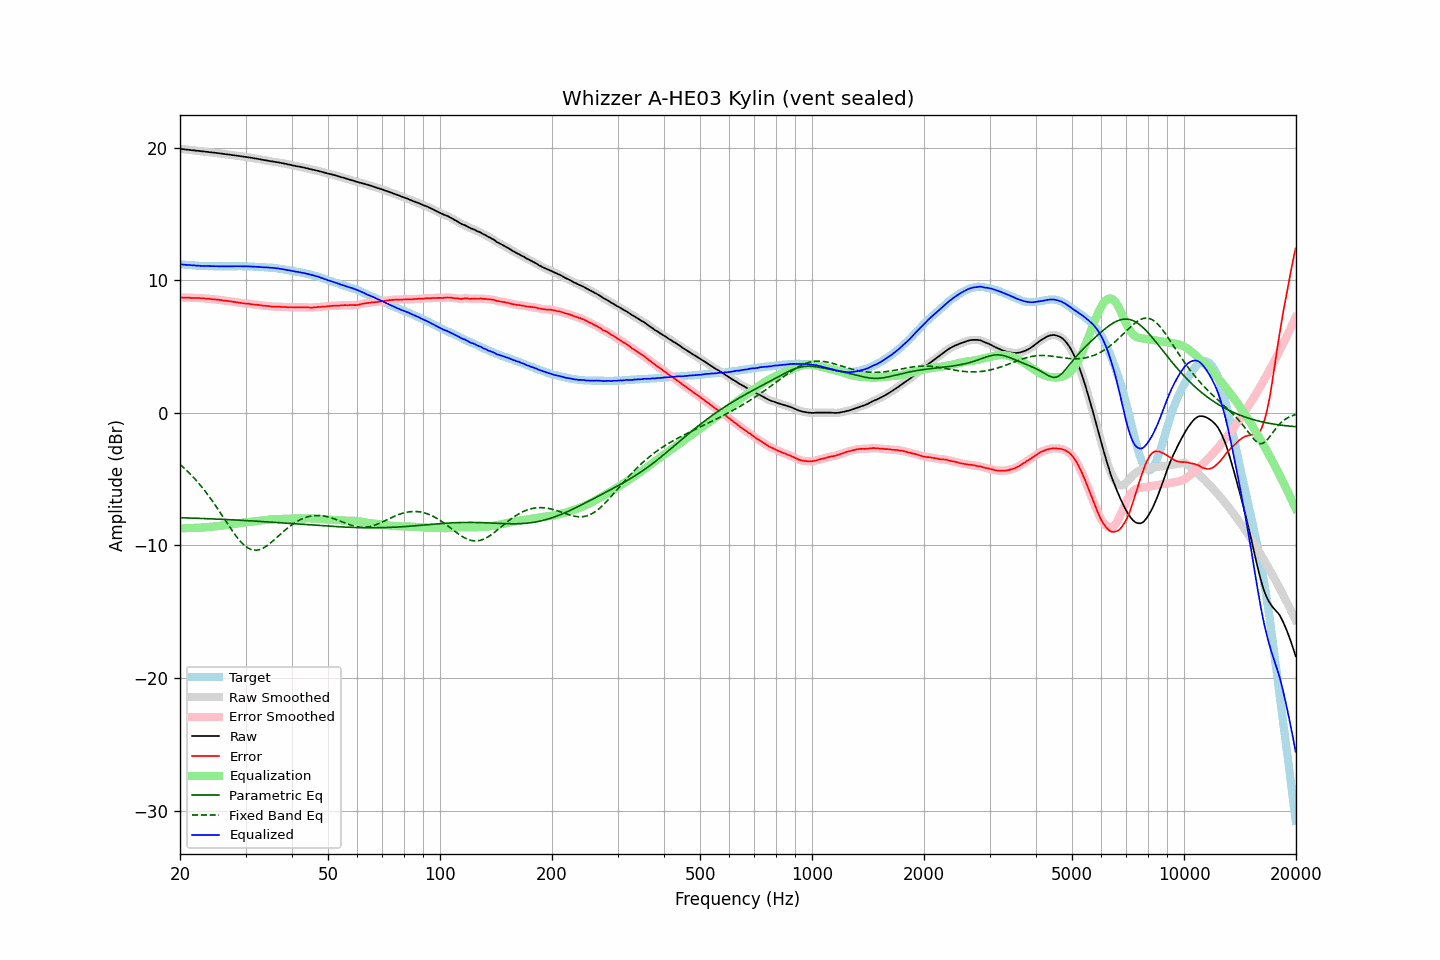 Whizzer A-HE03 Kylin (vent sealed)
Amplitude (dBr)
20
10
0
−10
−20
−30
Target
Raw Smoothed
Error Smoothed
Raw
Error
Equalization
Parametric Eq
Fixed Band Eq
Equalized
20 50 100 200 500 1000 2000 5000 10000 20000
Frequency (Hz)